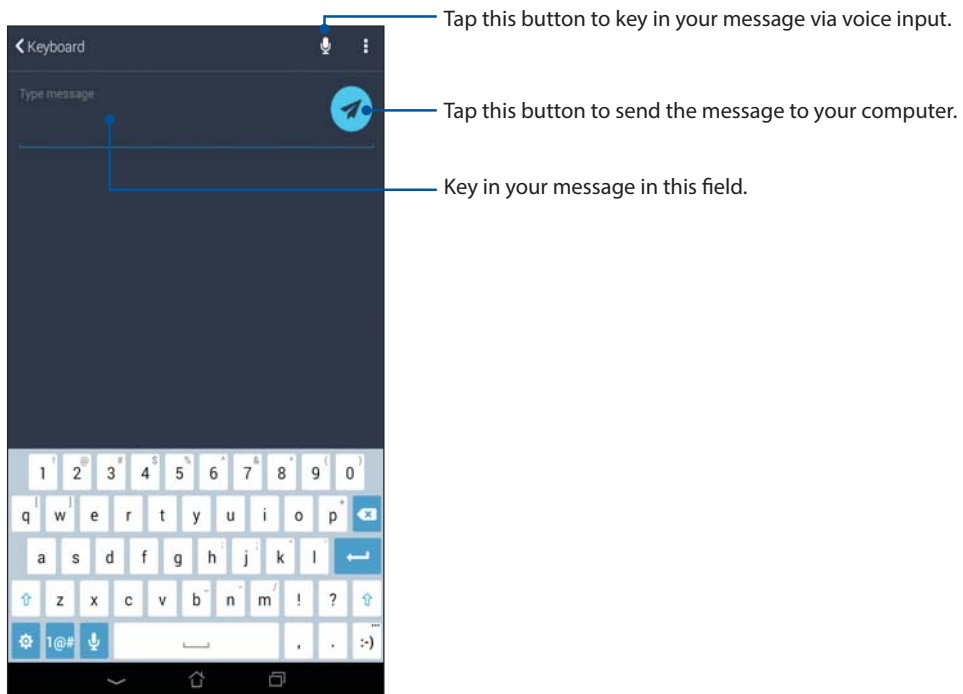 Tap this button to key in your message via voice input.
Keyboard
Type message
Tap this button to send the message to your computer.
Key in your message in this field.
1 ! 2 @ 3 # 4 $ 5 % 6 ^ 7 & 8 9 ( 0 )
q [ w ] e r t y u i o p +
a s d f g h : j ; k l
z x c v b n m / ! ?
1@# , . :-)